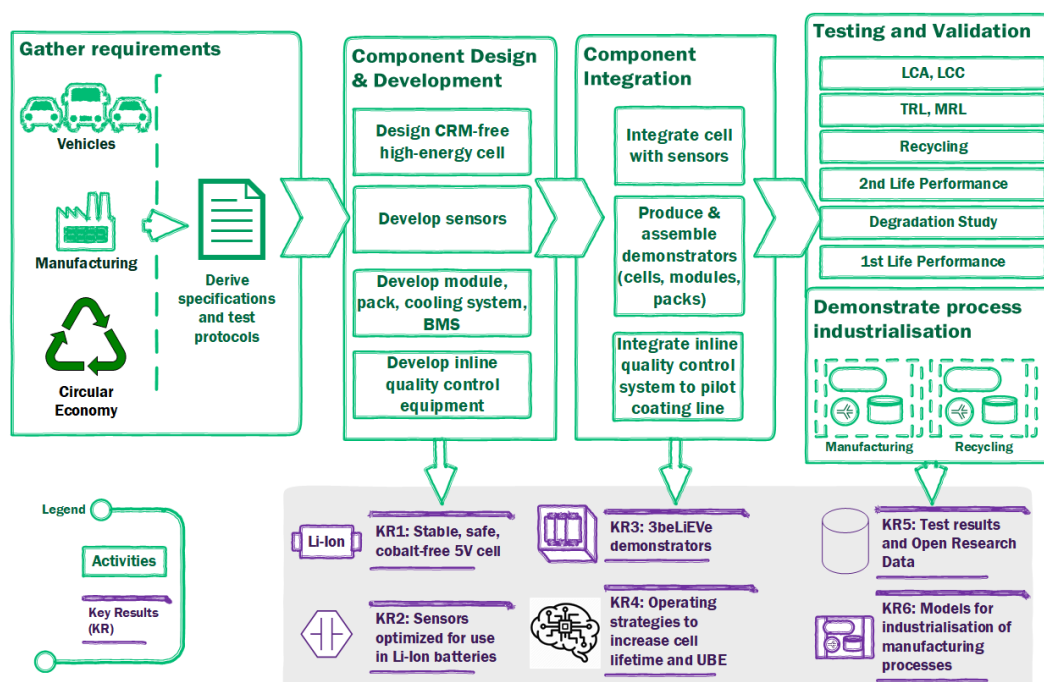 Gather requirements
Vehicles
Manufacturing
Circular
Economy
Derive
specifications
and test
protocols
Component Design
& Development
Design CRM-free
high-energy cell
Develop sensors
Develop module,
pack, cooling system,
BMS
Develop inline
quality control
equipment
Component
Integration
Integrate cell
with sensors
Produce &
assemble
demonstrators
(cells, modules,
packs)
Integrate inline
quality control
system to pilot
coating line
Testing and Validation
LCA, LCC
TRL, MRL
Recycling
2nd Life Performance
Degradation Study
1st Life Performance
Demonstrate process
industrialisation
Manufacturing
Recycling
Legend
Activities
Key Results
(KR)
Li-Ion
KR1: Stable, safe,
cobalt-free 5V cell
KR2: Sensors
optimized for use
in Li-Ion batteries
KR3: 3beLiEVe
demonstrators
KR4: Operating
strategies to
increase cell
lifetime and UBE
KR5: Test results
and Open Research
Data
KR6: Models for
industrialisation of
manufacturing
processes